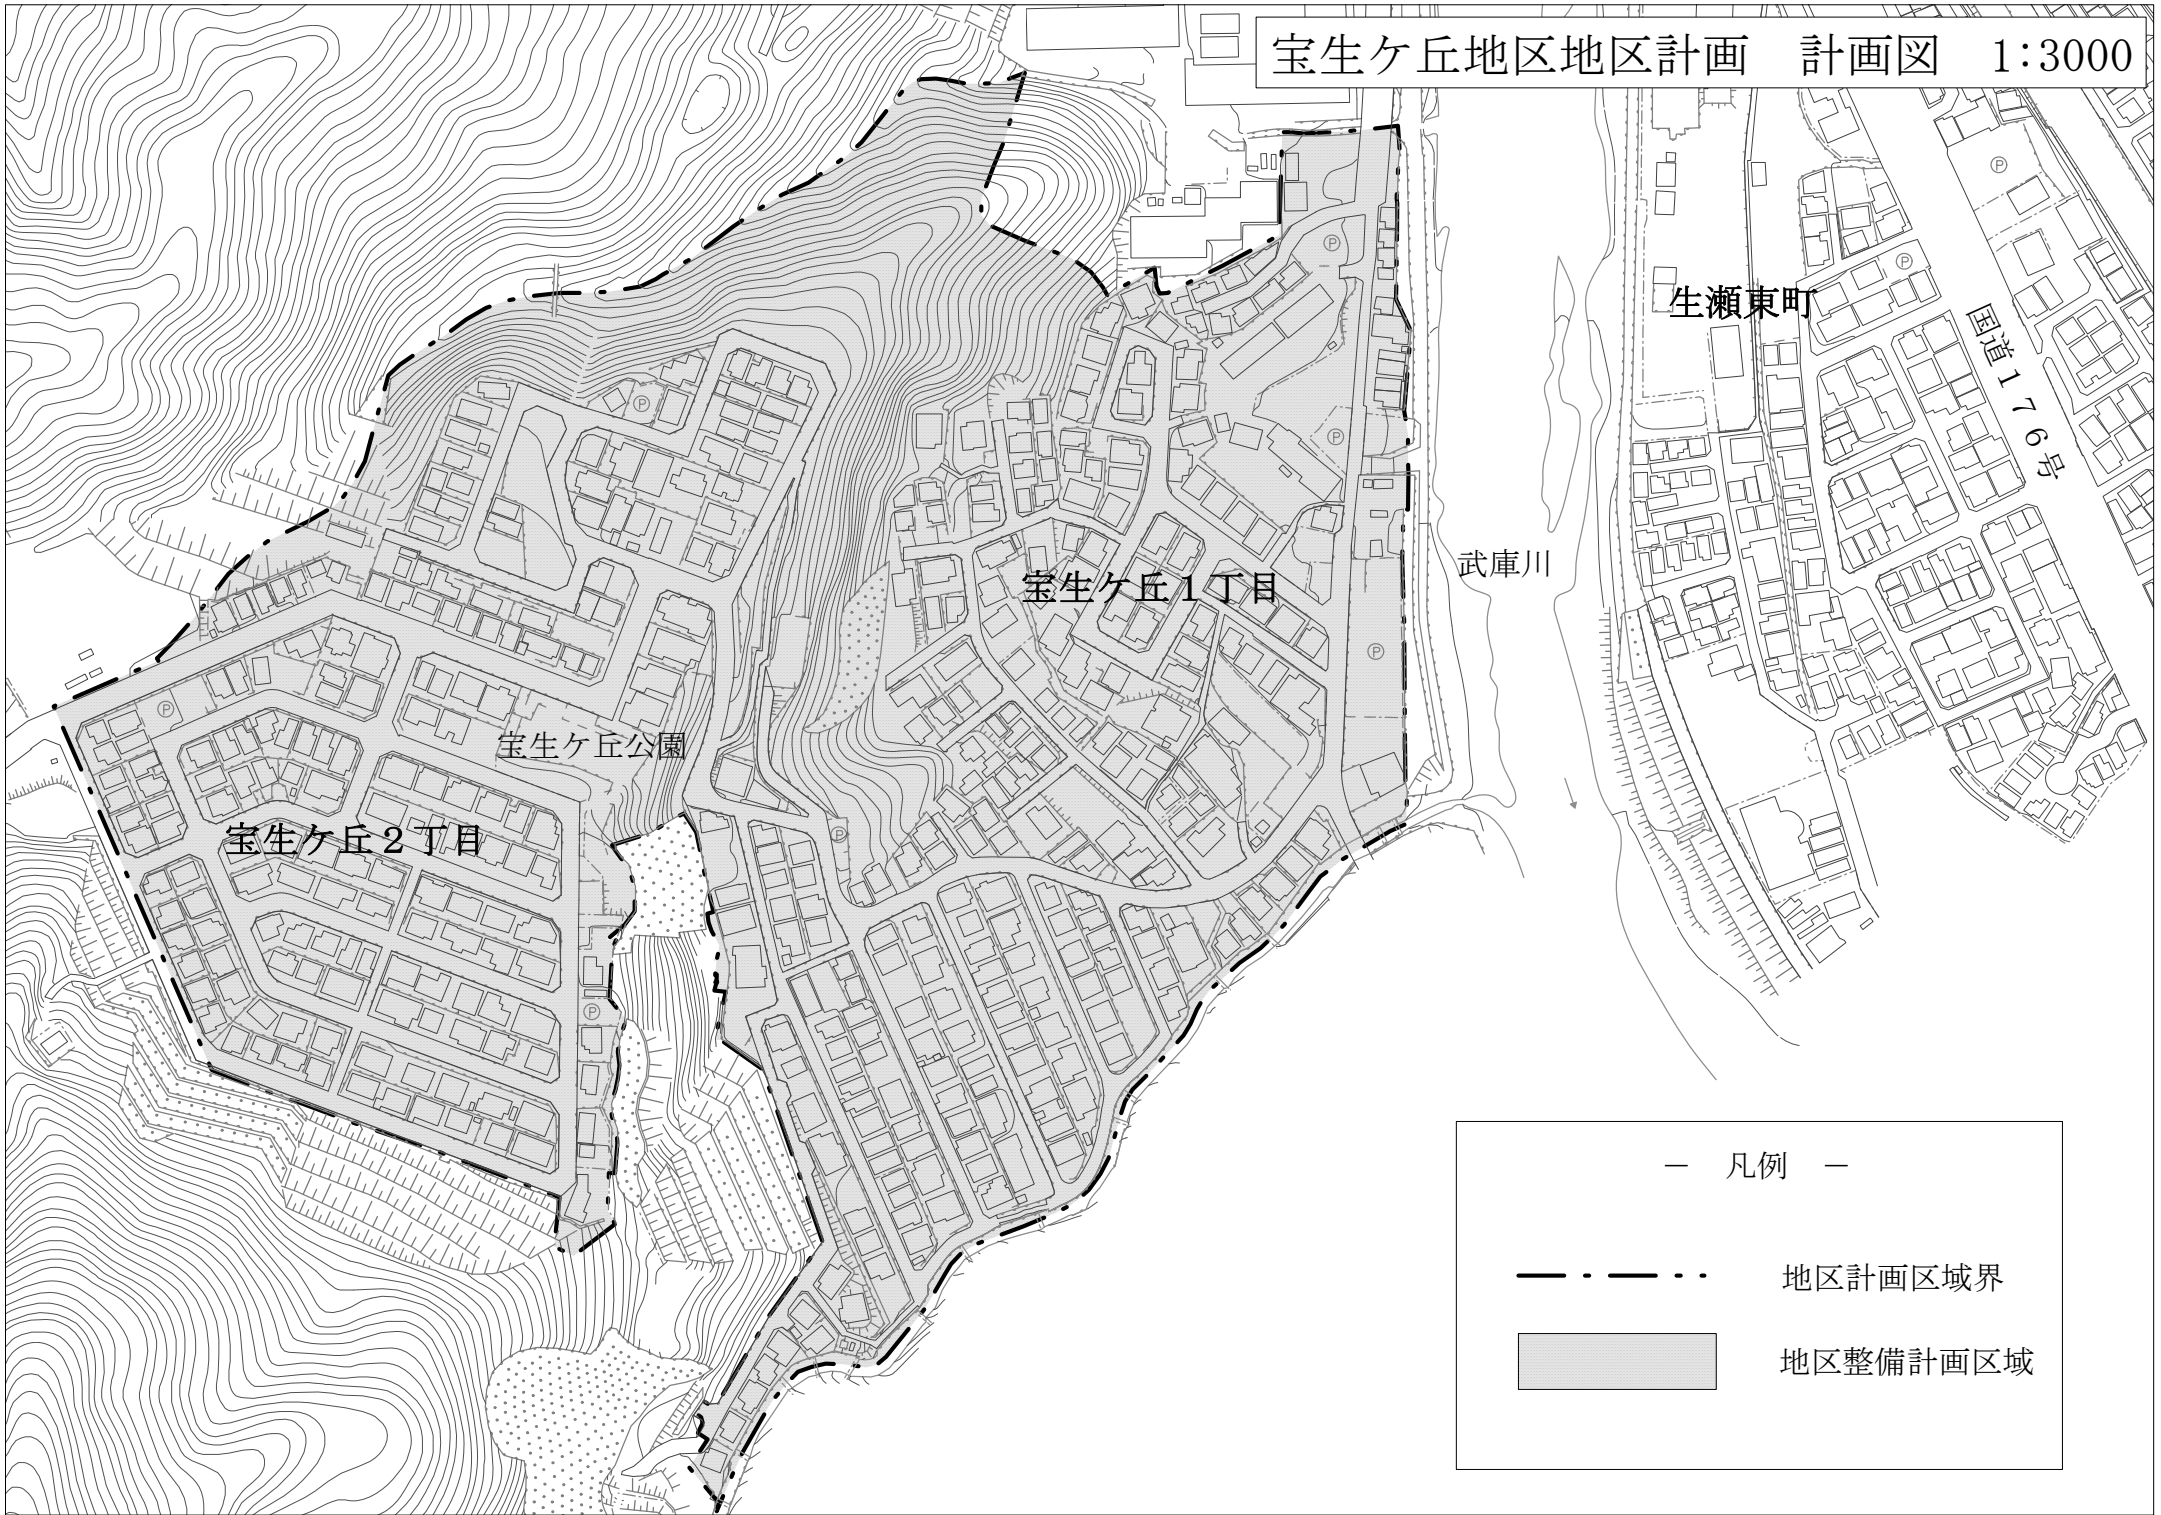 宝生ケ丘地区地区計画　計画図　1:3000
Ⓟ
Ⓟ
Ⓟ
生瀬東町
国道176号
Ⓟ
Ⓟ
武庫川
宝生ケ丘1丁目
Ⓟ
Ⓟ
宝生ケ丘公園
宝生ケ丘2丁目
Ⓟ
Ⓟ
－　凡例　－
地区計画区域界
地区整備計画区域